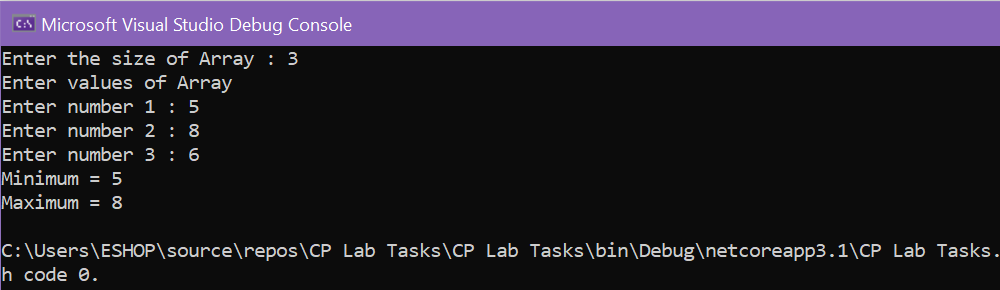 C:\ Microsoft Visual Studio Debug Console
Enter the size of Array : 3
Enter values of Array
Enter number 1 : 5
Enter number 2 : 8
Enter number 3 : 6
Minimum = 5
Maximum = 8
C:\Users\ESHOP\source\repos\CP Lab Tasks\CP Lab Tasks\bin\Debug\netcoreapp3.1\CP Lab Tasks.
h code 0.